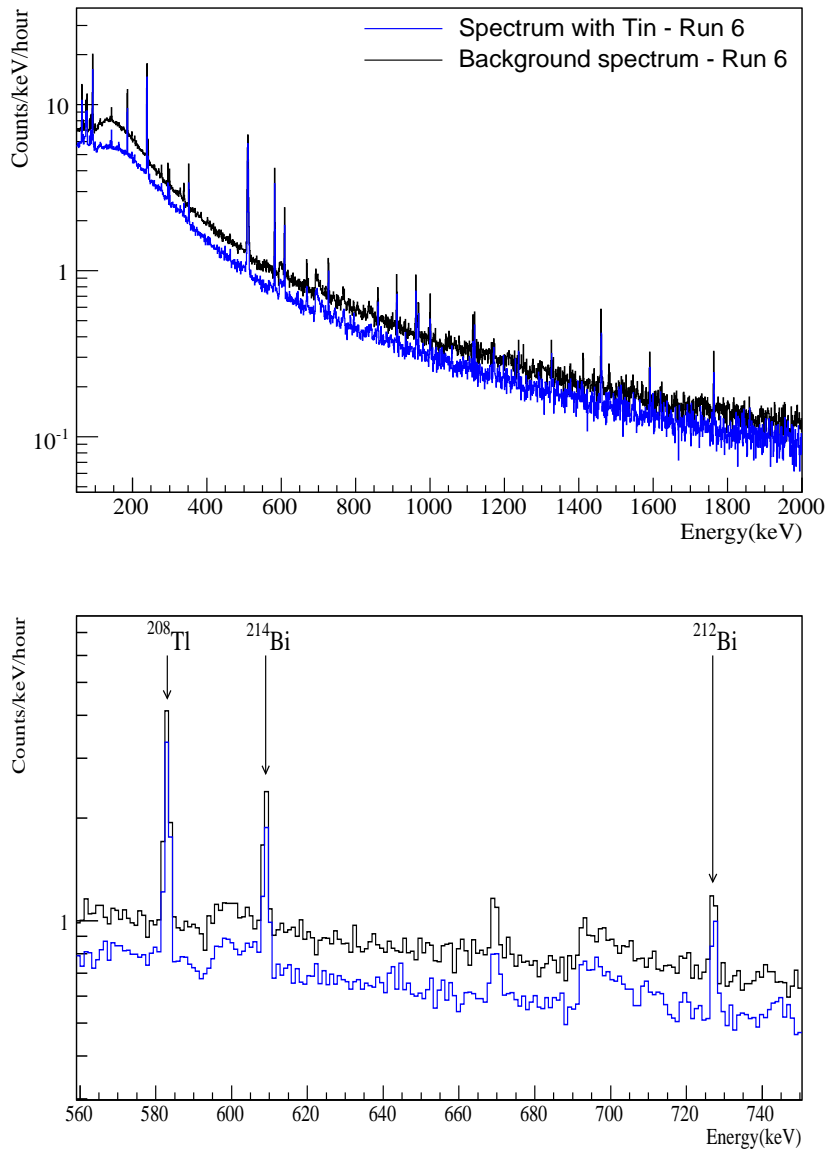 Counts/keV/hour
Spectrum with Tin - Run 6
Background spectrum - Run 6
10
1
10-1
200 400 600 800 1000 1200 1400 1600 1800 2000
Energy(keV)
Counts/keV/hour
208Tl 214Bi 212Bi
1
560 580 600 620 640 660 680 700 720 740
Energy(keV)